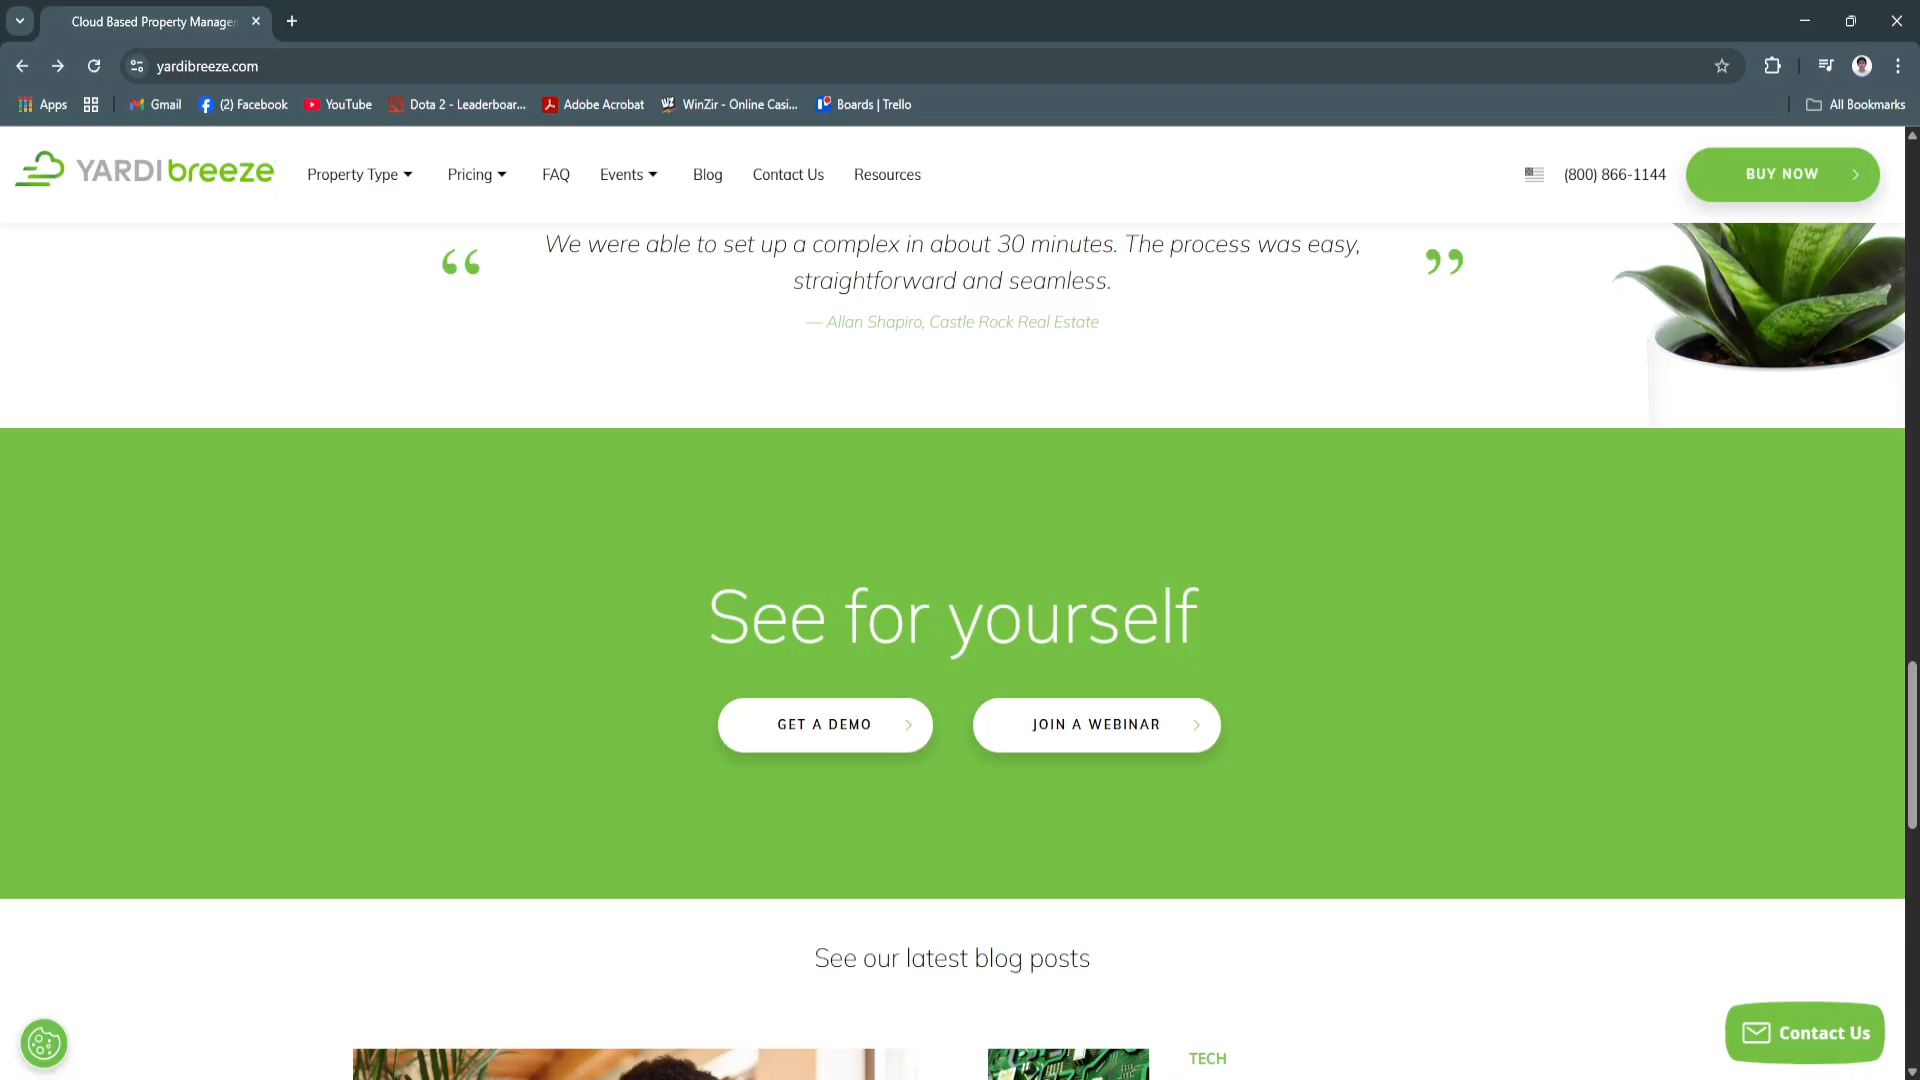 Cloud Based Property Manager
yardibreeze.com
Apps
Gmail
(2) Facebook
YouTube
Dota 2 - Leaderboar...
Adobe Acrobat
WinZir - Online Casi...
Boards | Trello
All Bookmarks
YARDI breeze
Property Type
Pricing
FAQ
Events
Blog
Contact Us
Resources
(800) 866-1144
BUY NOW
“ We were able to set up a complex in about 30 minutes. The process was easy, ”
straightforward and seamless.
— Allan Shapiro, Castle Rock Real Estate
See for yourself
GET A DEMO
JOIN A WEBINAR
See our latest blog posts
Contact Us
TECH